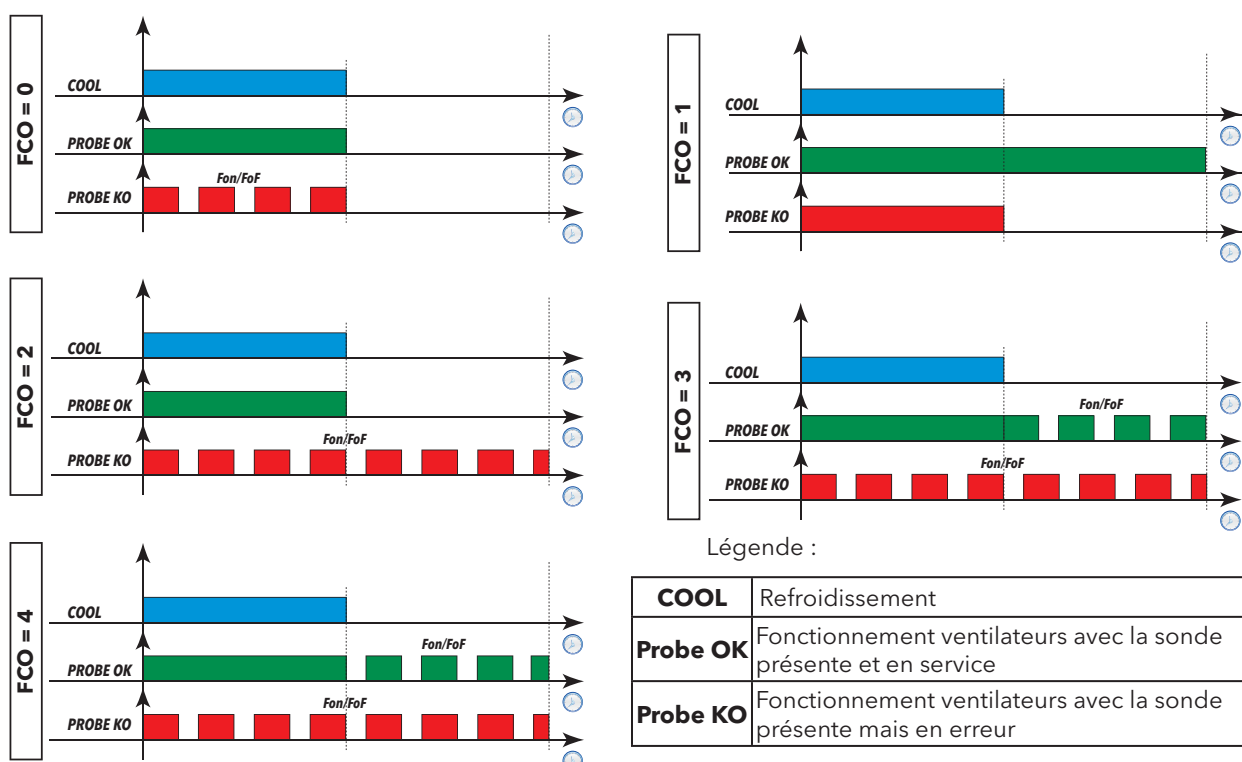 FCO = 0
COOL
PROBE OK
Fon/FoF
PROBE KO
FCO = 1
COOL
PROBE OK
PROBE KO
FCO = 2
COOL
PROBE OK
Fon/FoF
PROBE KO
FCO = 3
COOL
Fon/FoF
PROBE OK
Fon/FoF
PROBE KO
FCO = 4
COOL
Fon/FoF
PROBE OK
Fon/FoF
PROBE KO
Légende :
COOL Refroidissement
Probe OK Fonctionnement ventilateurs avec la sonde
présente et en service
Probe KO Fonctionnement ventilateurs avec la sonde
présente mais en erreur